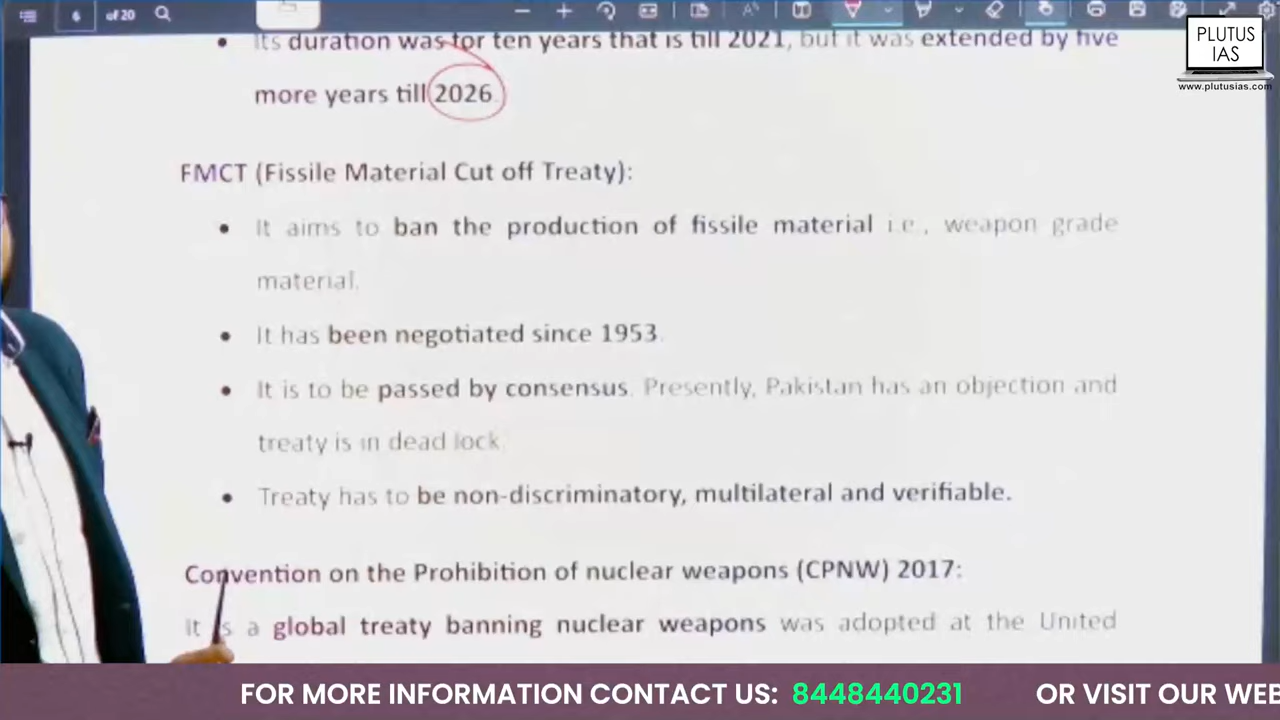 6 of 20
PLUTUS
IAS
www.plutusias.com
• Its duration was for ten years that is till 2021, but it was extended by five
more years till 2026.
FMCT (Fissile Material Cut off Treaty):
• It aims to ban the production of fissile material i.e., weapon grade
material.
• It has been negotiated since 1953.
• It is to be passed by consensus. Presently, Pakistan has an objection and
treaty is in dead lock.
• Treaty has to be non-discriminatory, multilateral and verifiable.
Convention on the Prohibition of nuclear weapons (CPNW) 2017:
It is a global treaty banning nuclear weapons was adopted at the United
FOR MORE INFORMATION CONTACT US: 8448440231 OR VISIT OUR WEB